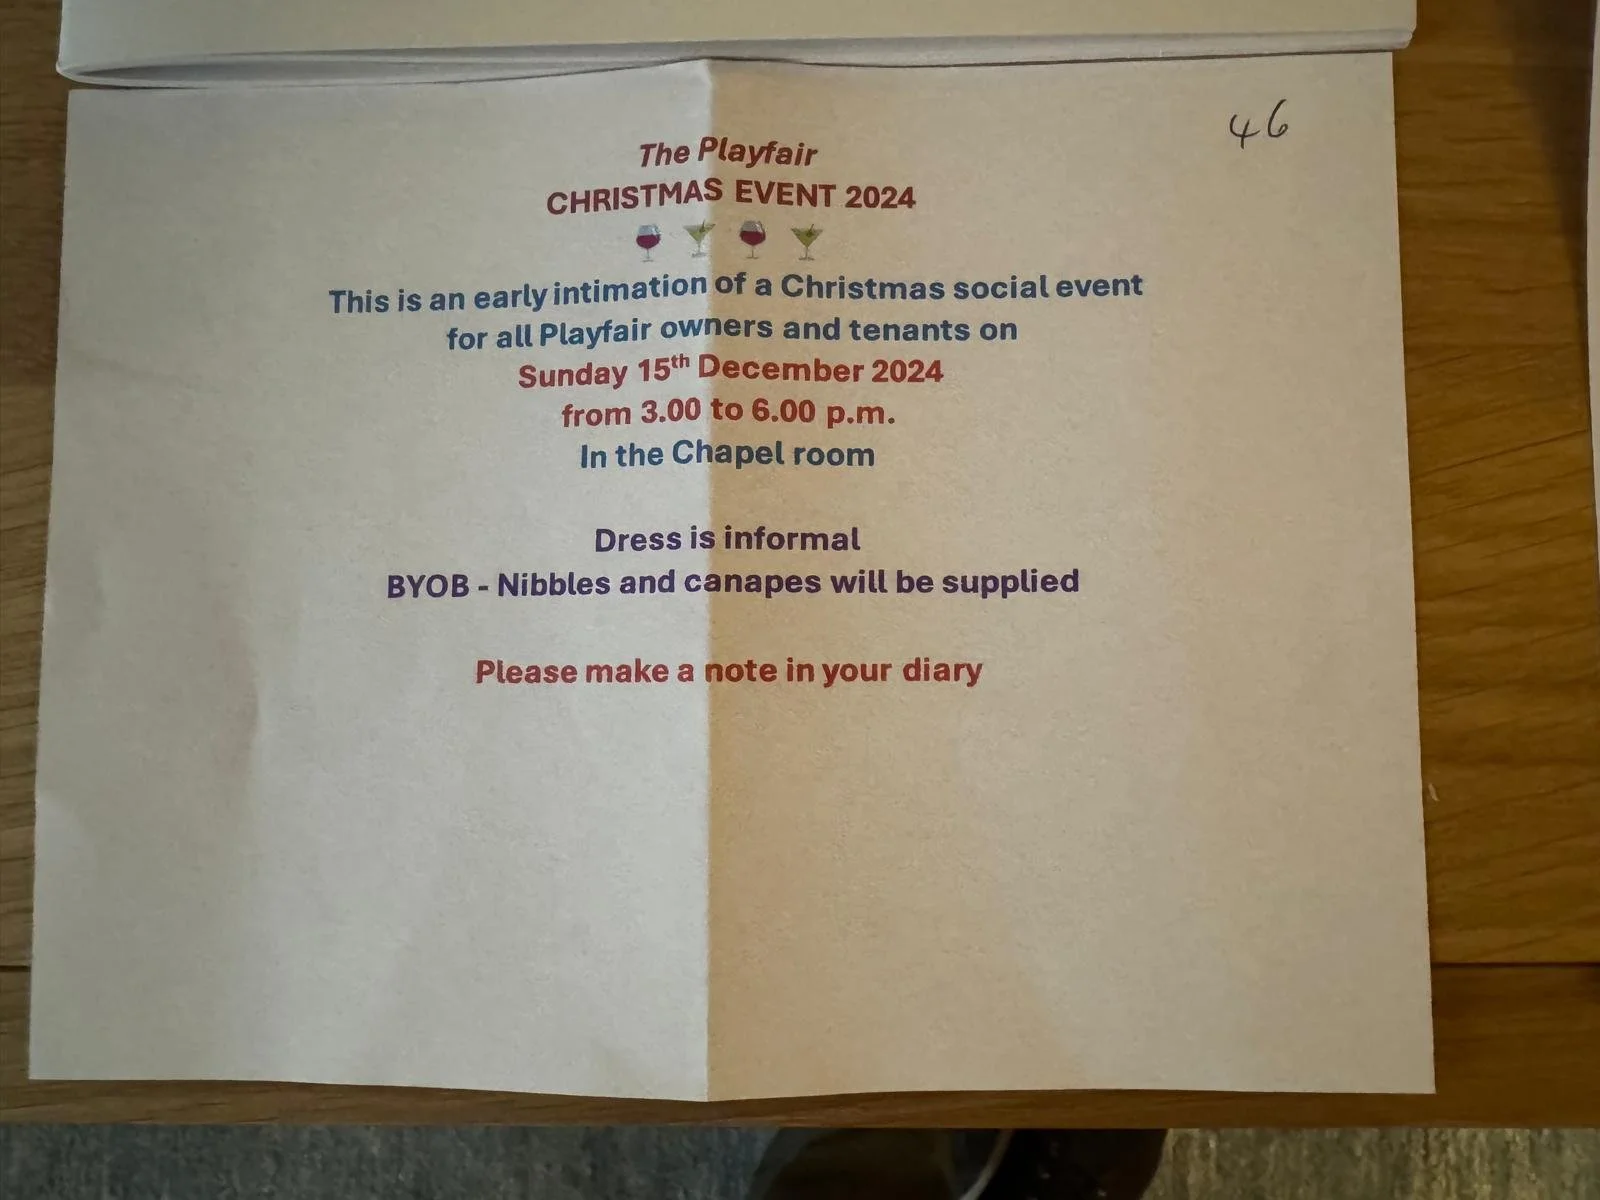 46
The Playfair
CHRISTMAS EVENT 2024
This is an early intimation of a Christmas social event
for all Playfair owners and tenants on
Sunday 15th December 2024
from 3.00 to 6.00 p.m.
In the Chapel room
Dress is informal
BYOB - Nibbles and canapes will be supplied
Please make a note in your diary